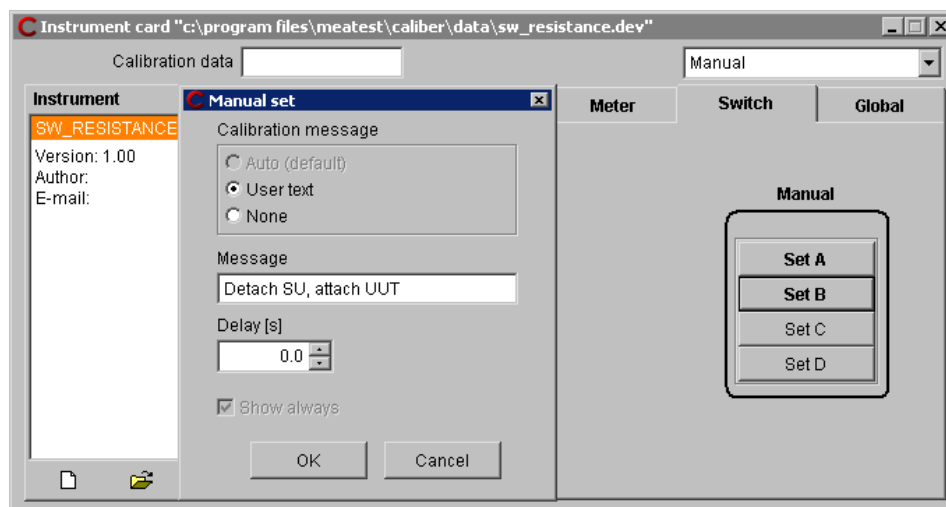 Instrument card "c:\program files\meatest\caliber\data\sw_resistance.dev"
Calibration data
Manual
Instrument
SW_RESISTANCE
Version: 1.00
Author:
E-mail:
Manual set
Calibration message
Auto (default)
User text
None
Message
Detach SU, attach UUT
Delay [s]
0.0
Show always
OK
Cancel
Meter
Switch
Global
Manual
Set A
Set B
Set C
Set D